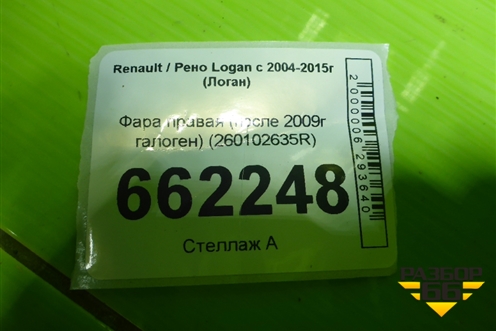 Renault / Рено Logan с 2004-2015г
(Логан)
Фара правая (после 2009г
галоген) (260102635R)
662248
Стеллаж А
2000006293640
РАЗБОР
66